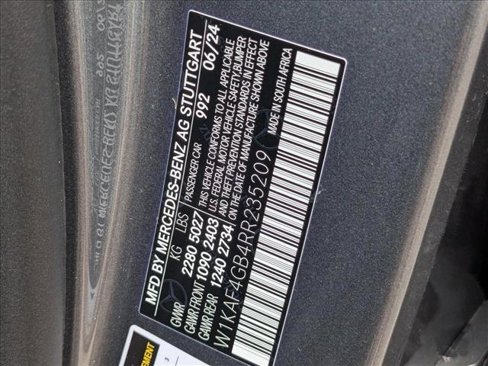 MFD BY MERCEDES-BENZ AG STUTTGART
992 06/24
KG LBS PASSENGER CAR
GVWR 2280 5027 THIS VEHICLE CONFORMS TO ALL APPLICABLE
GAWR FRONT 1090 2403 U.S. FEDERAL MOTOR VEHICLE SAFETY, BUMPER
GAWR REAR 1240 2734 AND THEFT PREVENTION STANDARDS IN EFFECT ON THE
DATE OF MANUFACTURE SHOWN ABOVE
W1KAF4GB4RR235209 MADE IN SOUTH AFRICA